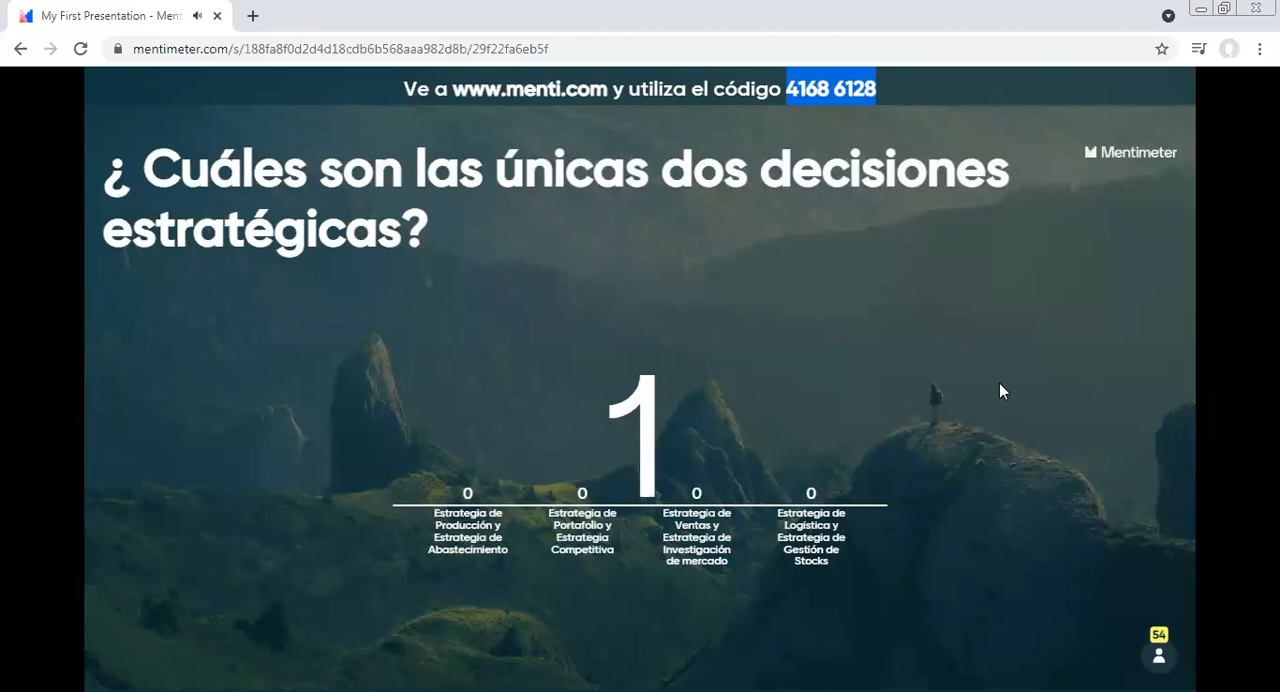 My First Presentation - Ment
mentimeter.com/s/188fa8f0d2d4d18cdb6b568aaa982d8b/29f22fa6eb5f
Ve a www.menti.com y utiliza el código 4168 6128
Mentimeter
¿ Cuáles son las únicas dos decisiones
estratégicas?
1
0
Estrategia de
Producción y
Estrategia de
Abastecimiento
0
Estrategia de
Portafolio y
Estrategia
Competitiva
0
Estrategia de
Ventas y
Estrategia de
Investigación
de mercado
0
Estrategia de
Logística y
Estrategia de
Gestión de
Stocks
54